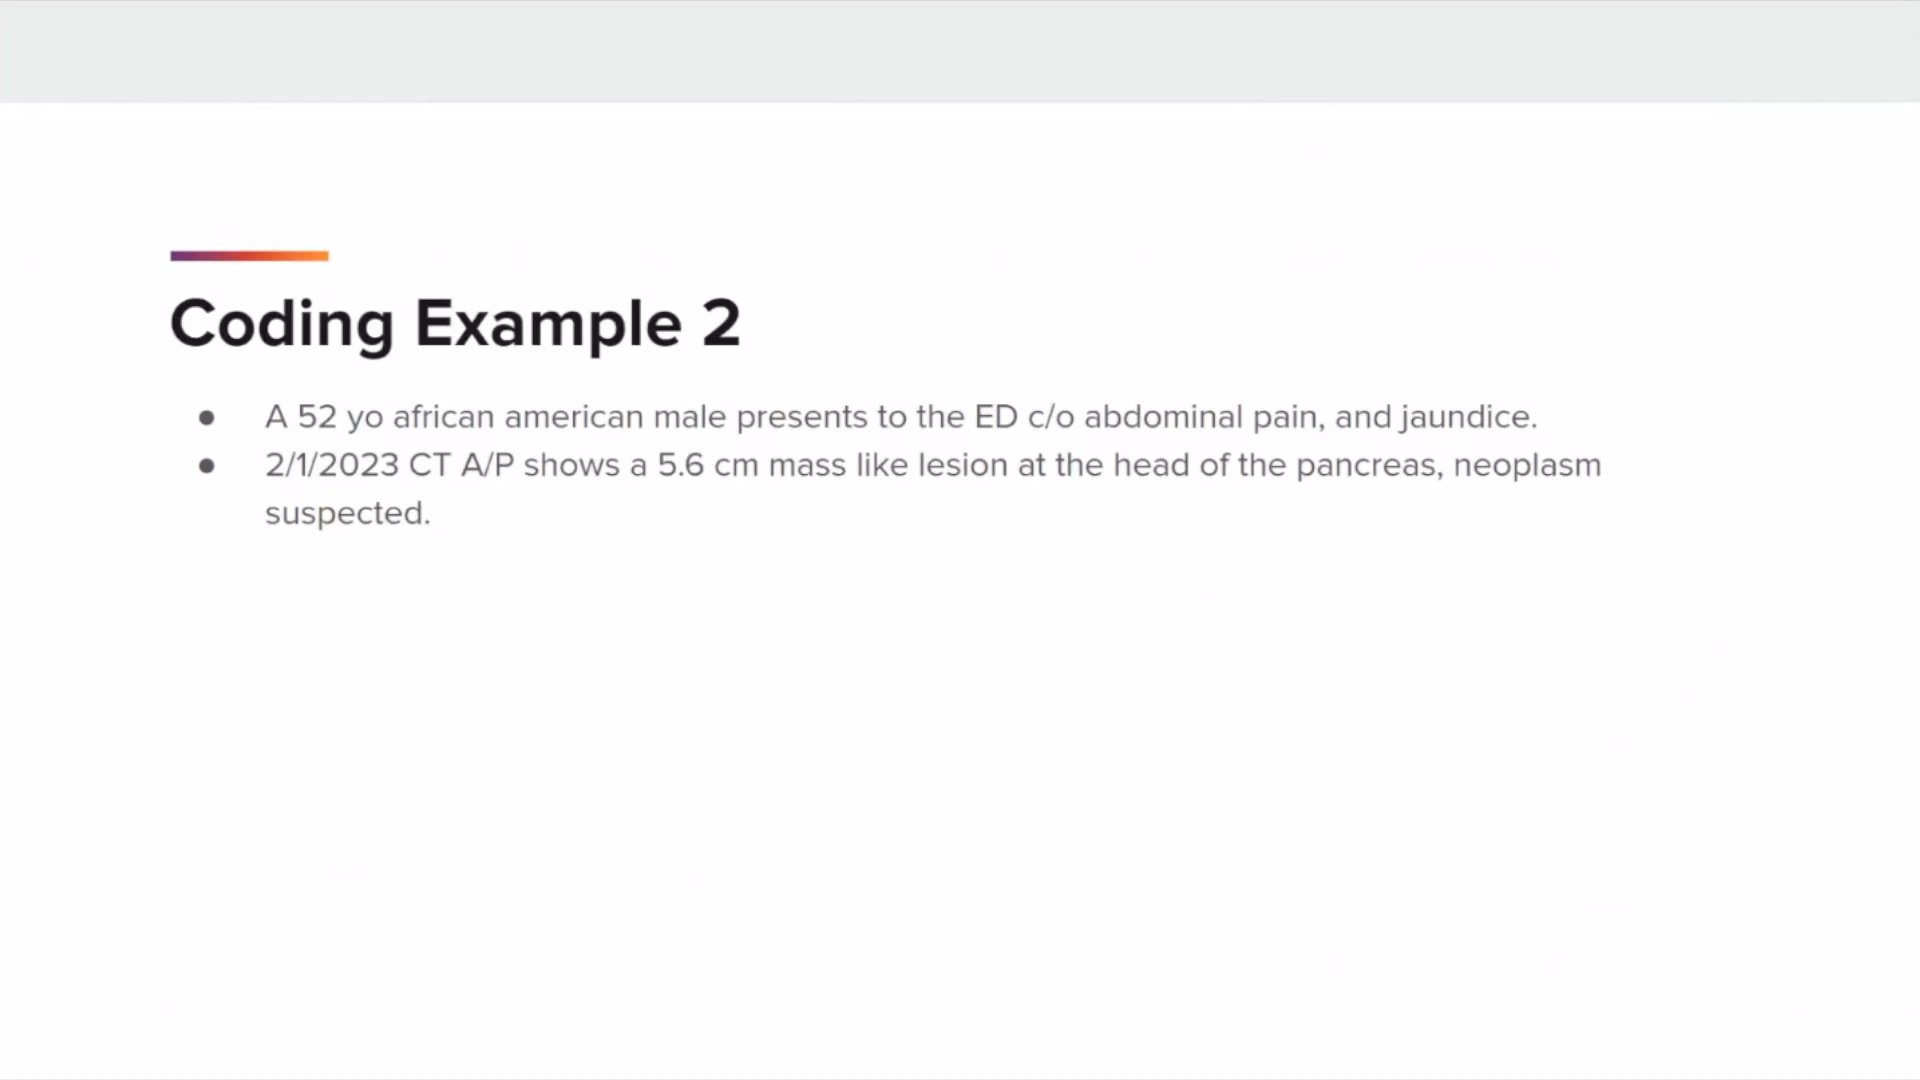 Coding Example 2
● A 52 yo african american male presents to the ED c/o abdominal pain, and jaundice.
● 2/1/2023 CT A/P shows a 5.6 cm mass like lesion at the head of the pancreas, neoplasm
suspected.